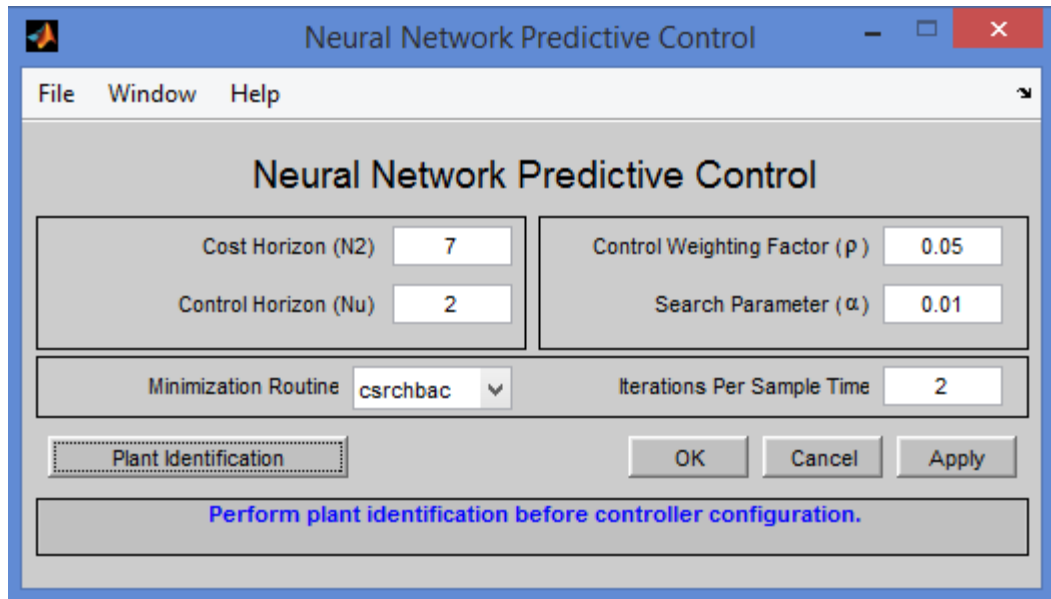 Neural Network Predictive Control
File Window Help
Neural Network Predictive Control
Cost Horizon (N2) 7
Control Weighting Factor (ρ) 0.05
Control Horizon (Nu) 2
Search Parameter (α) 0.01
Minimization Routine csrchbac
Iterations Per Sample Time 2
Plant Identification
OK Cancel Apply
Perform plant identification before controller configuration.